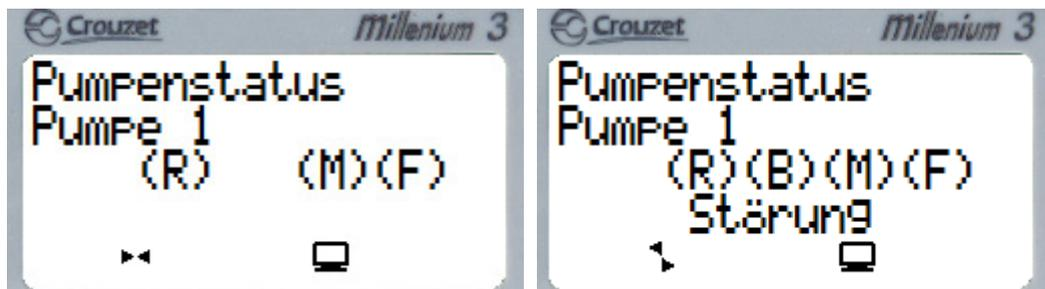 Crouzet Millenium 3
Pumpenstatus
Pumpe 1
(R) (M)(F)
Crouzet Millenium 3
Pumpenstatus
Pumpe 1
(R)(B)(M)(F)
Störung